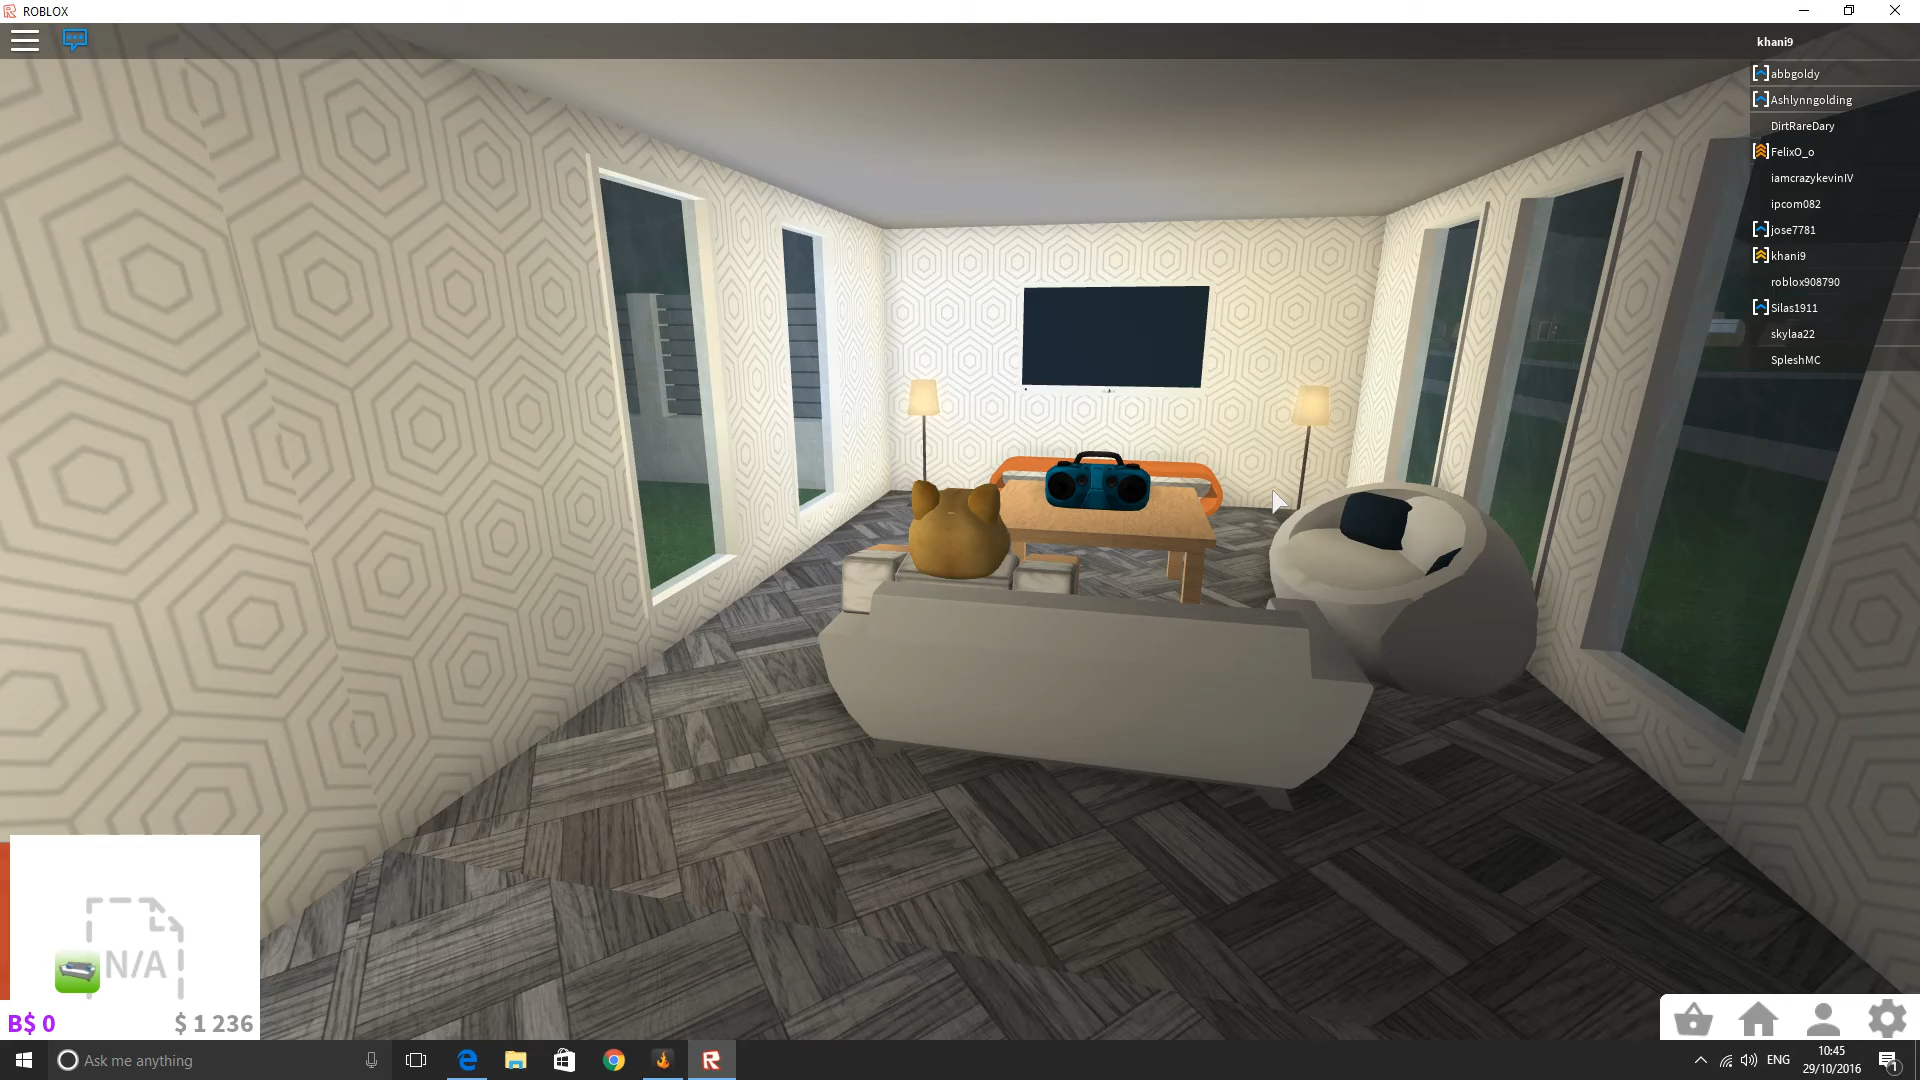 ROBLOX
khani9
abbgoldy
Ashlynngolding
DirtRareDary
FelixO_o
iamcrazykevinIV
ipcom082
jose7781
khani9
roblox908790
Silas1911
skylaa22
SpleshMC
N/A
B$ 0
$ 1 236
Ask me anything
ENG
10:45
29/10/2016
1